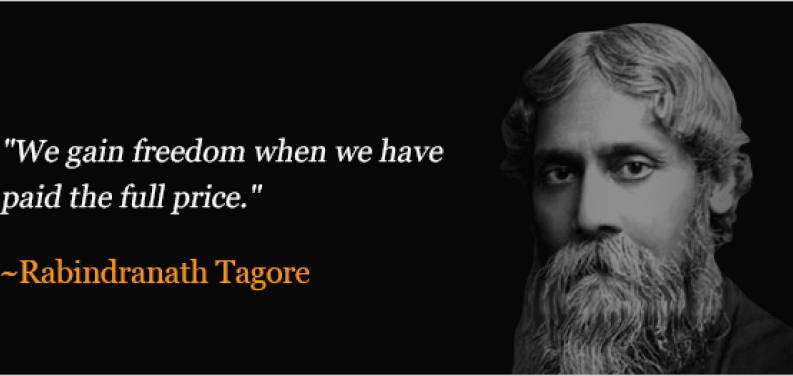 "We gain freedom when we have
paid the full price."
~Rabindranath Tagore